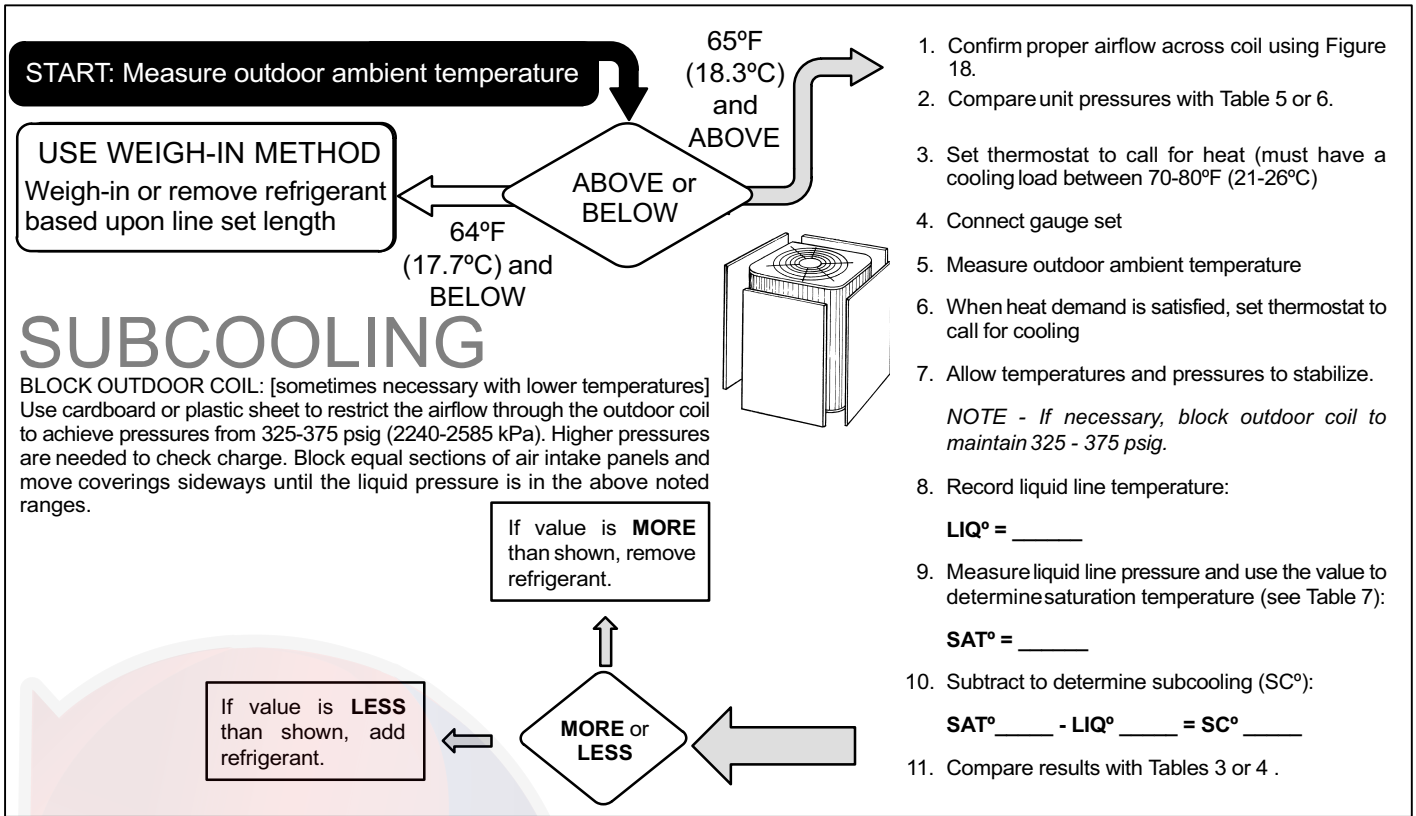 START: Measure outdoor ambient temperature
65ºF
(18.3ºC)
and
ABOVE
ABOVE or
BELOW
USE WEIGH-IN METHOD
Weigh-in or remove refrigerant
based upon line set length
64ºF
(17.7ºC) and
BELOW
SUBCOOLING
BLOCK OUTDOOR COIL: [sometimes necessary with lower temperatures]
Use cardboard or plastic sheet to restrict the airflow through the outdoor coil
to achieve pressures from 325-375 psig (2240-2585 kPa). Higher pressures
are needed to check charge. Block equal sections of air intake panels and
move coverings sideways until the liquid pressure is in the above noted
ranges.
1. Confirm proper airflow across coil using Figure
18.
2. Compare unit pressures with Table 5 or 6.
3. Set thermostat to call for heat (must have a
cooling load between 70-80ºF (21-26ºC)
4. Connect gauge set
5. Measure outdoor ambient temperature
6. When heat demand is satisfied, set thermostat to
call for cooling
7. Allow temperatures and pressures to stabilize.
NOTE - If necessary, block outdoor coil to
maintain 325 - 375 psig.
8. Record liquid line temperature:
LIQº = ______
9. Measure liquid line pressure and use the value to
determine saturation temperature (see Table 7):
SATº = ______
10. Subtract to determine subcooling (SCº):
SATº_____ - LIQº _____ = SCº _____
11. Compare results with Tables 3 or 4 .
MORE or
LESS
If value is MORE
than shown, remove
refrigerant.
If value is LESS
than shown, add
refrigerant.